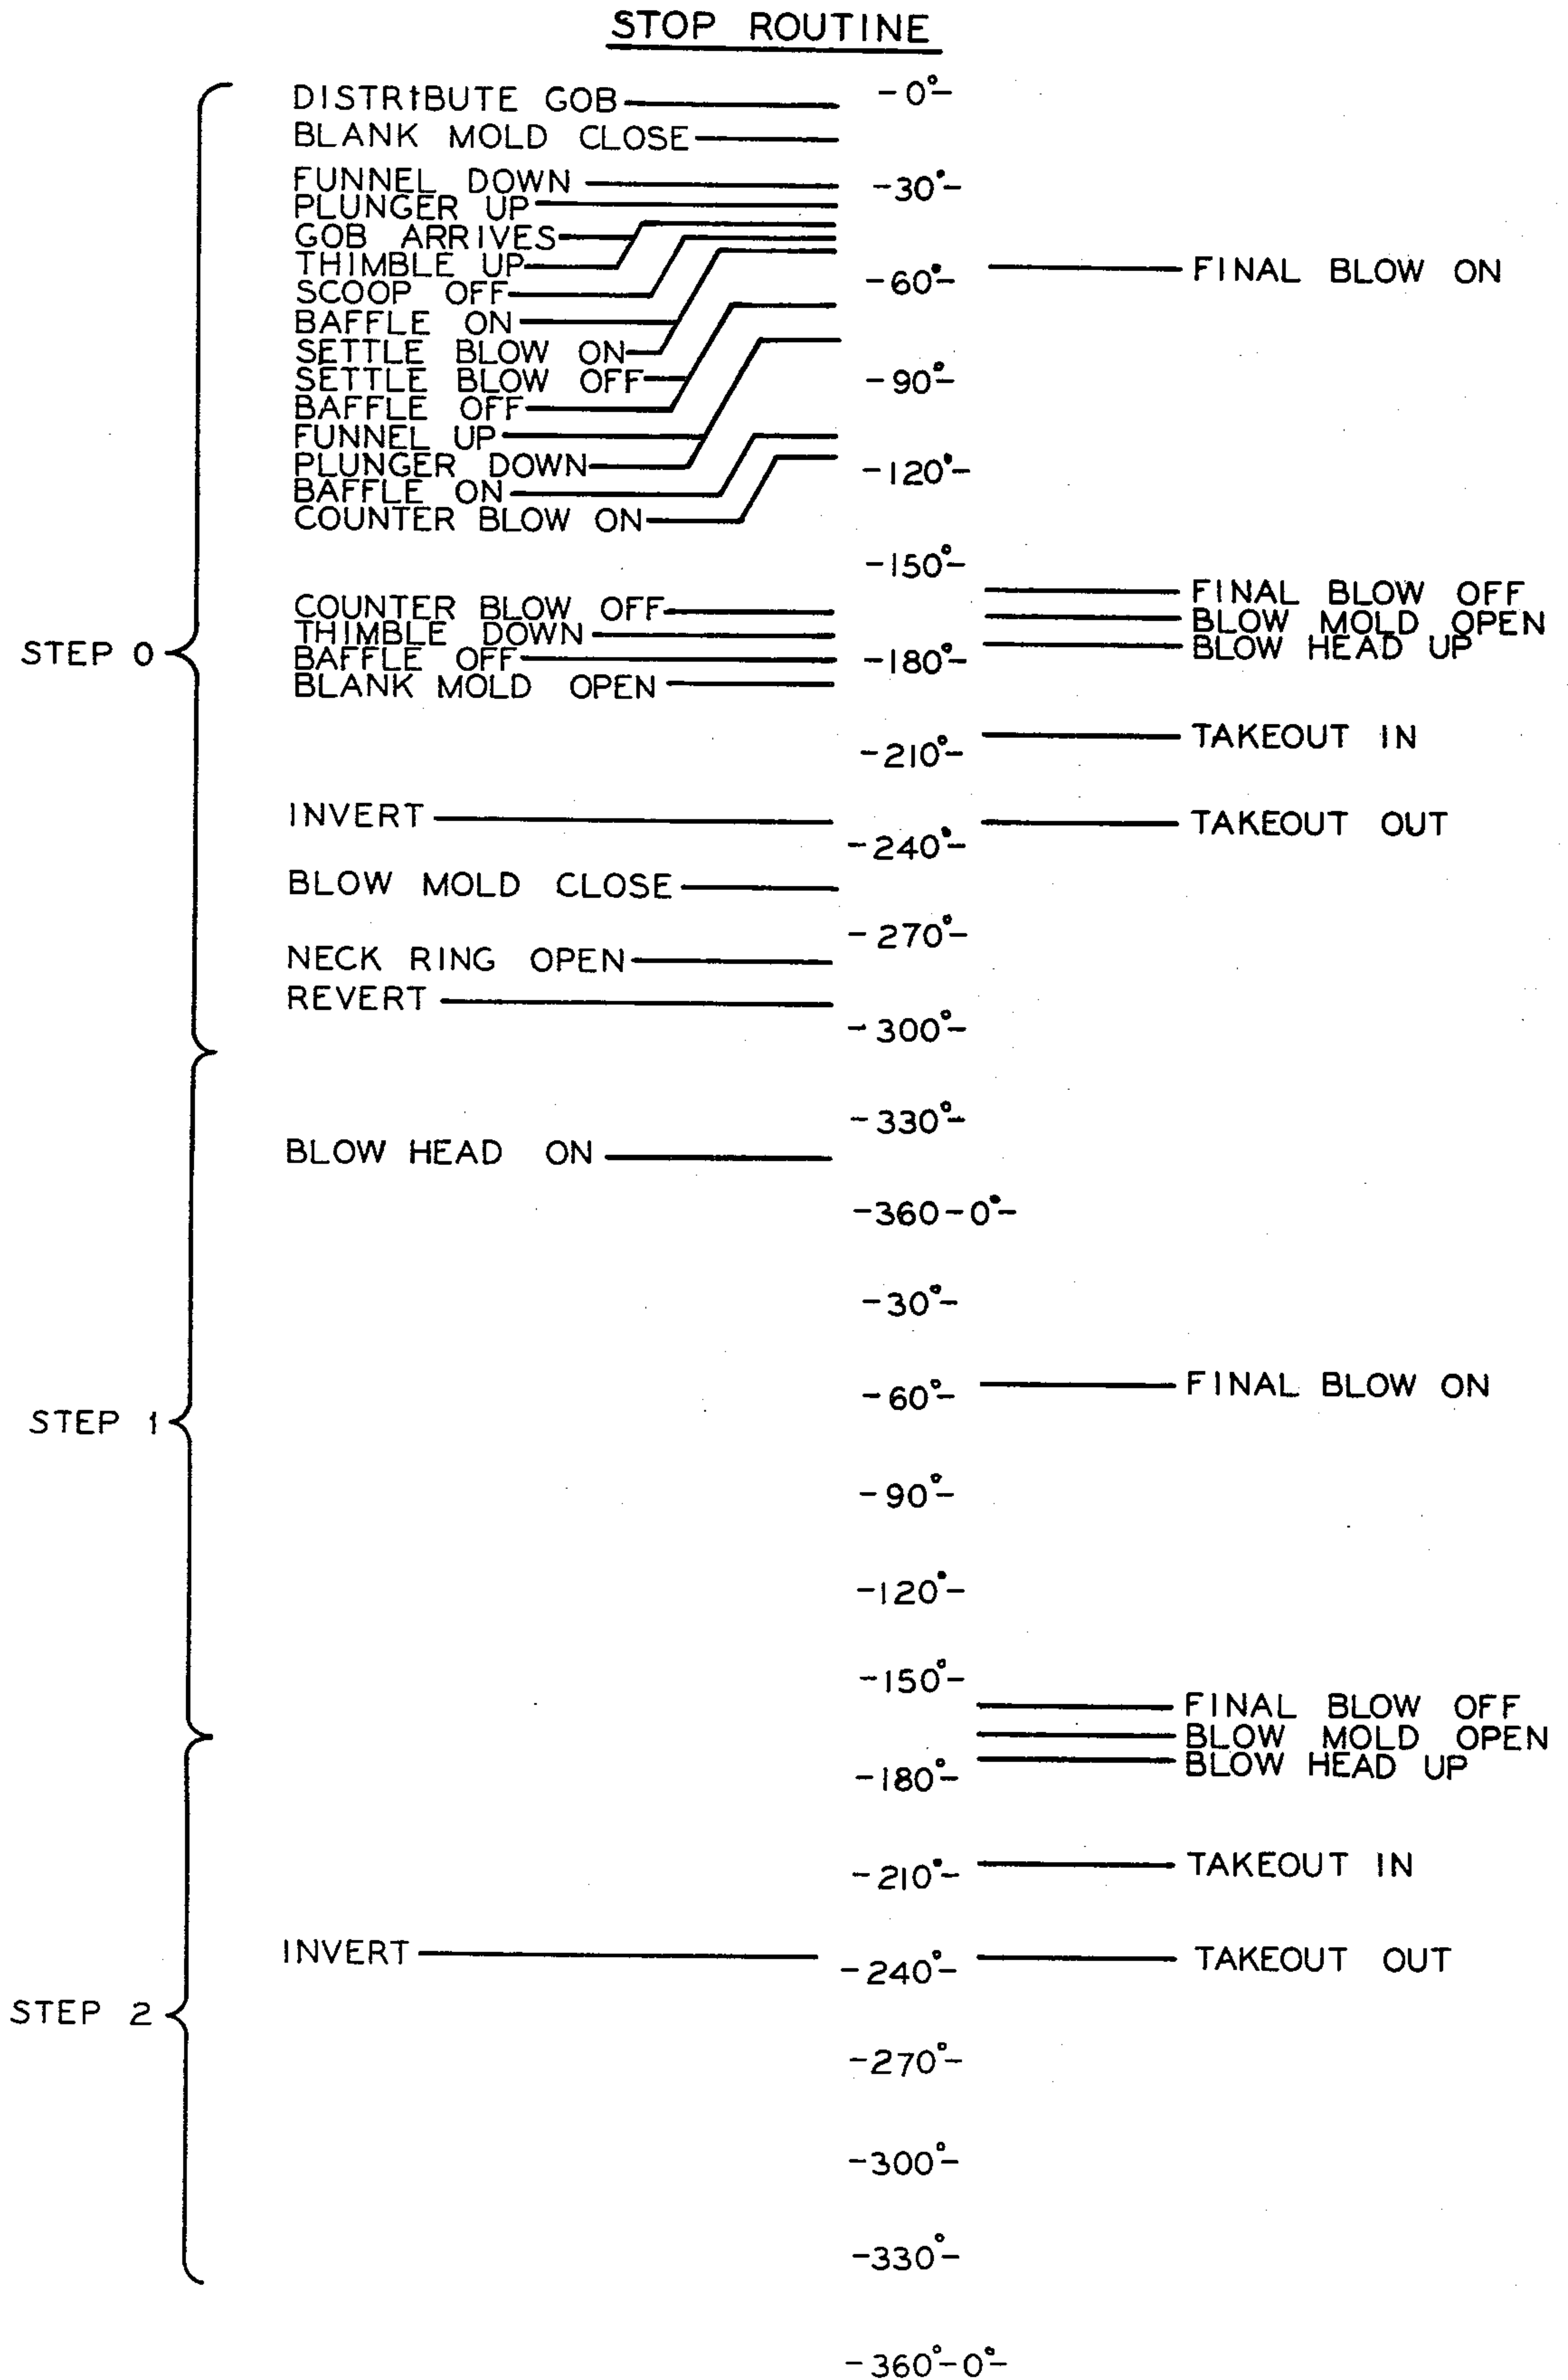 STOP ROUTINE
DISTRIBUTE GOB
-0°-
BLANK MOLD CLOSE
FUNNEL DOWN
-30°-
PLUNGER UP
GOB ARRIVES
THIMBLE UP
-60°-
FINAL BLOW ON
SCOOP OFF
BAFFLE ON
SETTLE BLOW ON
SETTLE BLOW OFF
-90°-
BAFFLE OFF
FUNNEL UP
PLUNGER DOWN
-120°-
BAFFLE ON
COUNTER BLOW ON
-150°-
FINAL BLOW OFF
COUNTER BLOW OFF
BLOW MOLD OPEN
THIMBLE DOWN
BLOW HEAD UP
STEP 0
BAFFLE OFF
-180°-
BLANK MOLD OPEN
TAKEOUT IN
-210°-
INVERT
TAKEOUT OUT
-240°-
BLOW MOLD CLOSE
-270°-
NECK RING OPEN
REVERT
-300°-
-330°-
BLOW HEAD ON
-360-0°-
-30°-
-60°-
FINAL BLOW ON
STEP 1
-90°-
-120°-
-150°-
FINAL BLOW OFF
BLOW MOLD OPEN
-180°-
BLOW HEAD UP
-210°-
TAKEOUT IN
INVERT
-240°-
TAKEOUT OUT
STEP 2
-270°-
-300°-
-330°-
-360°-0°-